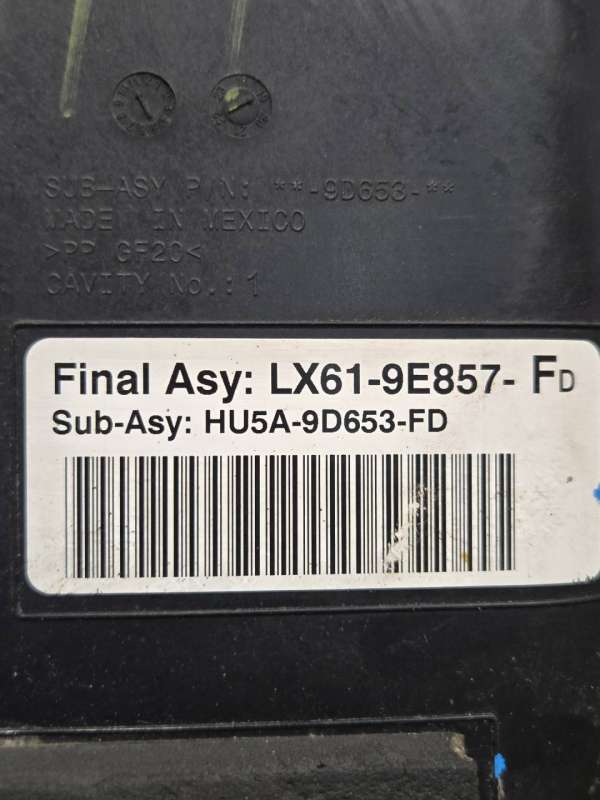 SUB-ASY P/N: **-9D653-**
MADE IN MEXICO
>PP GF20<
CAVITY No.: 1
Final Asy: LX61-9E857- FD
Sub-Asy: HU5A-9D653-FD